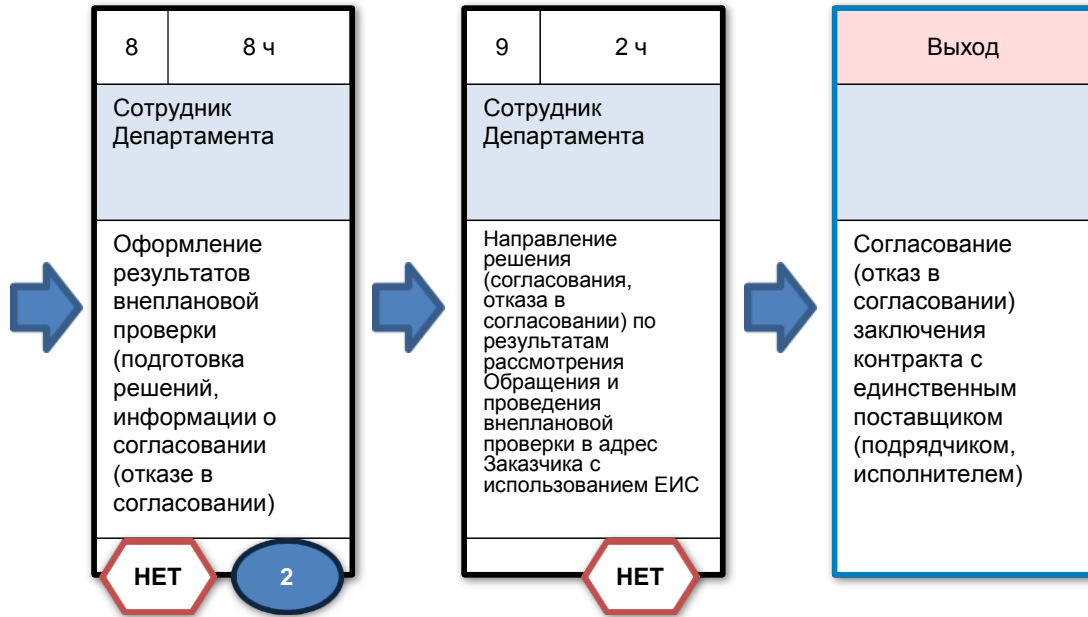 8
8 ч
Сотрудник
Департамента
Оформление
результатов
внеплановой
проверки
(подготовка
решений,
информации о
согласовании
(отказе в
согласовании)
НЕТ
2
9
2 ч
Сотрудник
Департамента
Направление
решения
(согласования,
отказа в
согласовании) по
результатам
рассмотрения
Обращения и
проведения
внеплановой
проверки в адрес
Заказчика с
использованием ЕИС
НЕТ
Выход
Согласование
(отказ в
согласовании)
заключения
контракта с
единственным
поставщиком
(подрядчиком,
исполнителем)